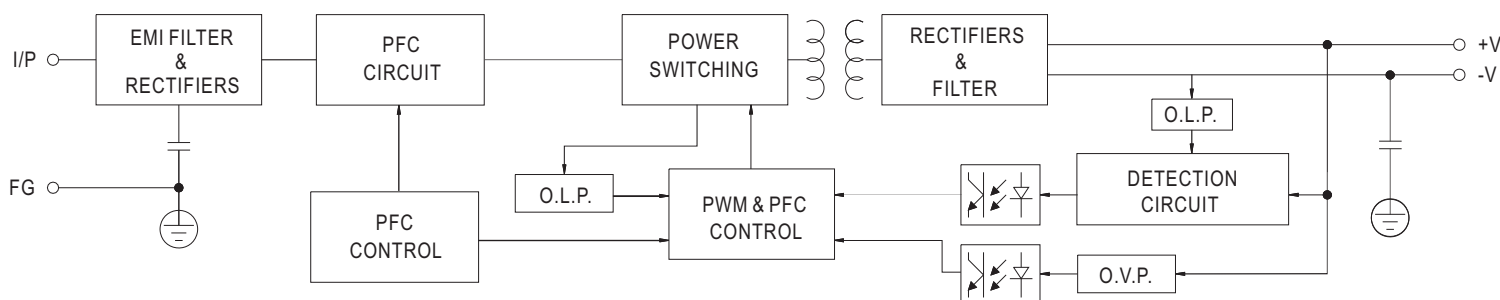 I/P
EMI FILTER
&
RECTIFIERS
PFC
CIRCUIT
POWER
SWITCHING
RECTIFIERS
&
FILTER
+V
-V
O.L.P.
FG
O.L.P.
PFC
CONTROL
PWM & PFC
CONTROL
DETECTION
CIRCUIT
O.V.P.